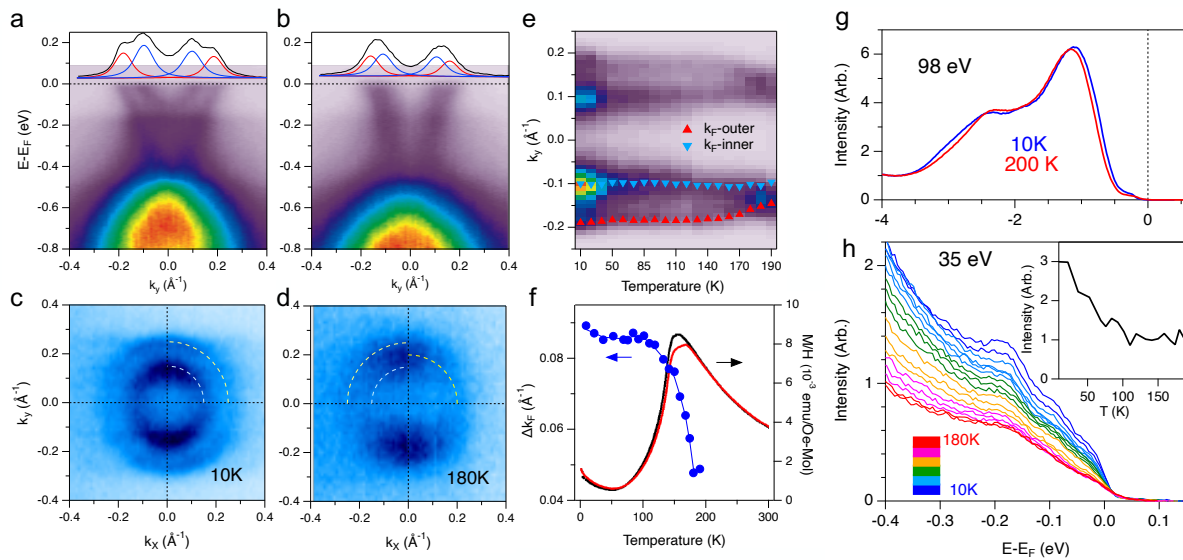 a
0.2
0.0
-0.2
-0.4
-0.6
-0.8
E-E_F (eV)
-0.4 -0.2 0.0 0.2 0.4
k_y (Å⁻¹)
b
0.2
0.0
-0.2
-0.4
-0.6
-0.8
-0.4 -0.2 0.0 0.2 0.4
k_y (Å⁻¹)
c
0.4
0.2
0.0
-0.2
-0.4
k_y (Å⁻¹)
10K
-0.4 -0.2 0.0 0.2 0.4
k_X (Å⁻¹)
d
0.4
0.2
0.0
-0.2
-0.4
180K
-0.4 -0.2 0.0 0.2 0.4
k_X (Å⁻¹)
e
0.2
0.1
0.0
-0.1
-0.2
k_y (Å⁻¹)
k_F-outer
k_F-inner
10 50 85 110 140 170 190
Temperature (K)
f
0.08
0.06
0.04
Δk_F (Å⁻¹)
10
8
6
4
2
0
M/H (10⁻³ emu/Oe-Mol)
0 100 200 300
Temperature (K)
g
98 eV
6
4
2
0
Intensity (Arb.)
10K
200 K
-4 -2 0
h
35 eV
2
1
0
Intensity (Arb.)
180K
10K
-0.4 -0.3 -0.2 -0.1 0.0 0.1
E-E_F (eV)
3
2
1
0
Intensity (Arb.)
50 100 150
T (K)